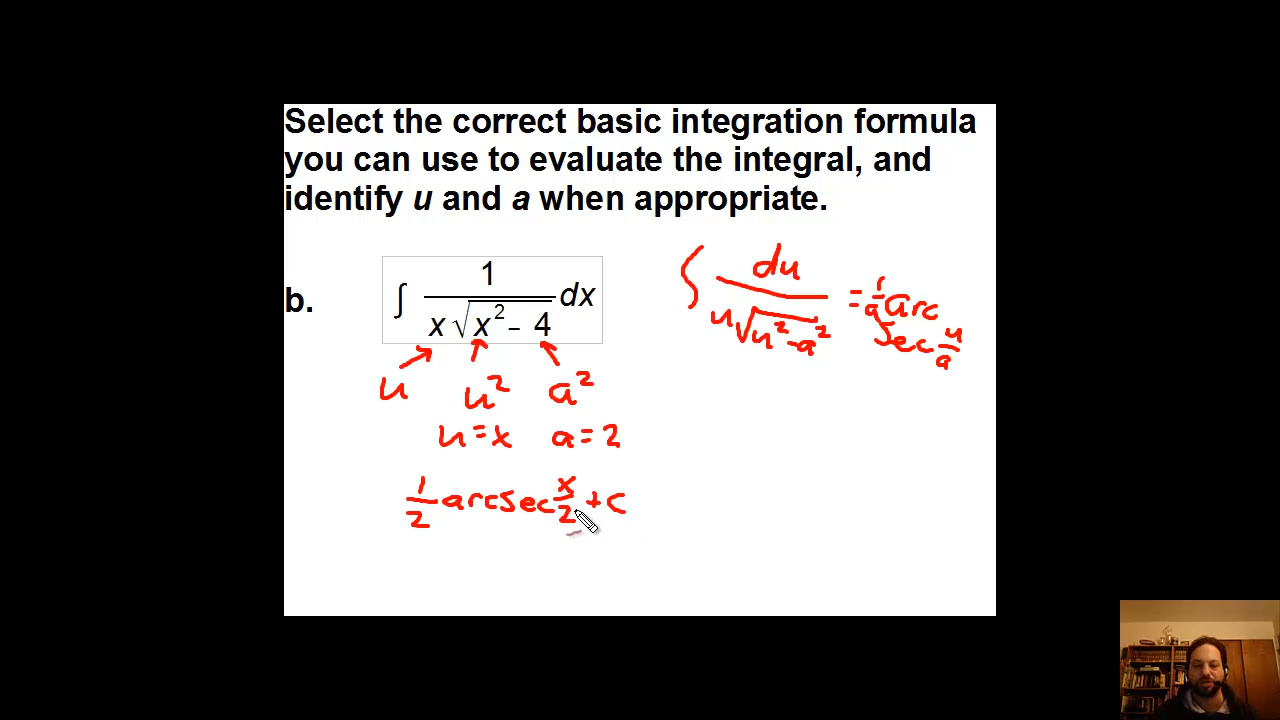 Select the correct basic integration formula
you can use to evaluate the integral, and
identify u and a when appropriate.
b. ∫ 1/(x√(x² – 4)) dx
∫ du/(u√(u² - a²)) = 1/a arc
sec u/a
u u² a²
u = x a = 2
1/2 arcsec x/2 + c